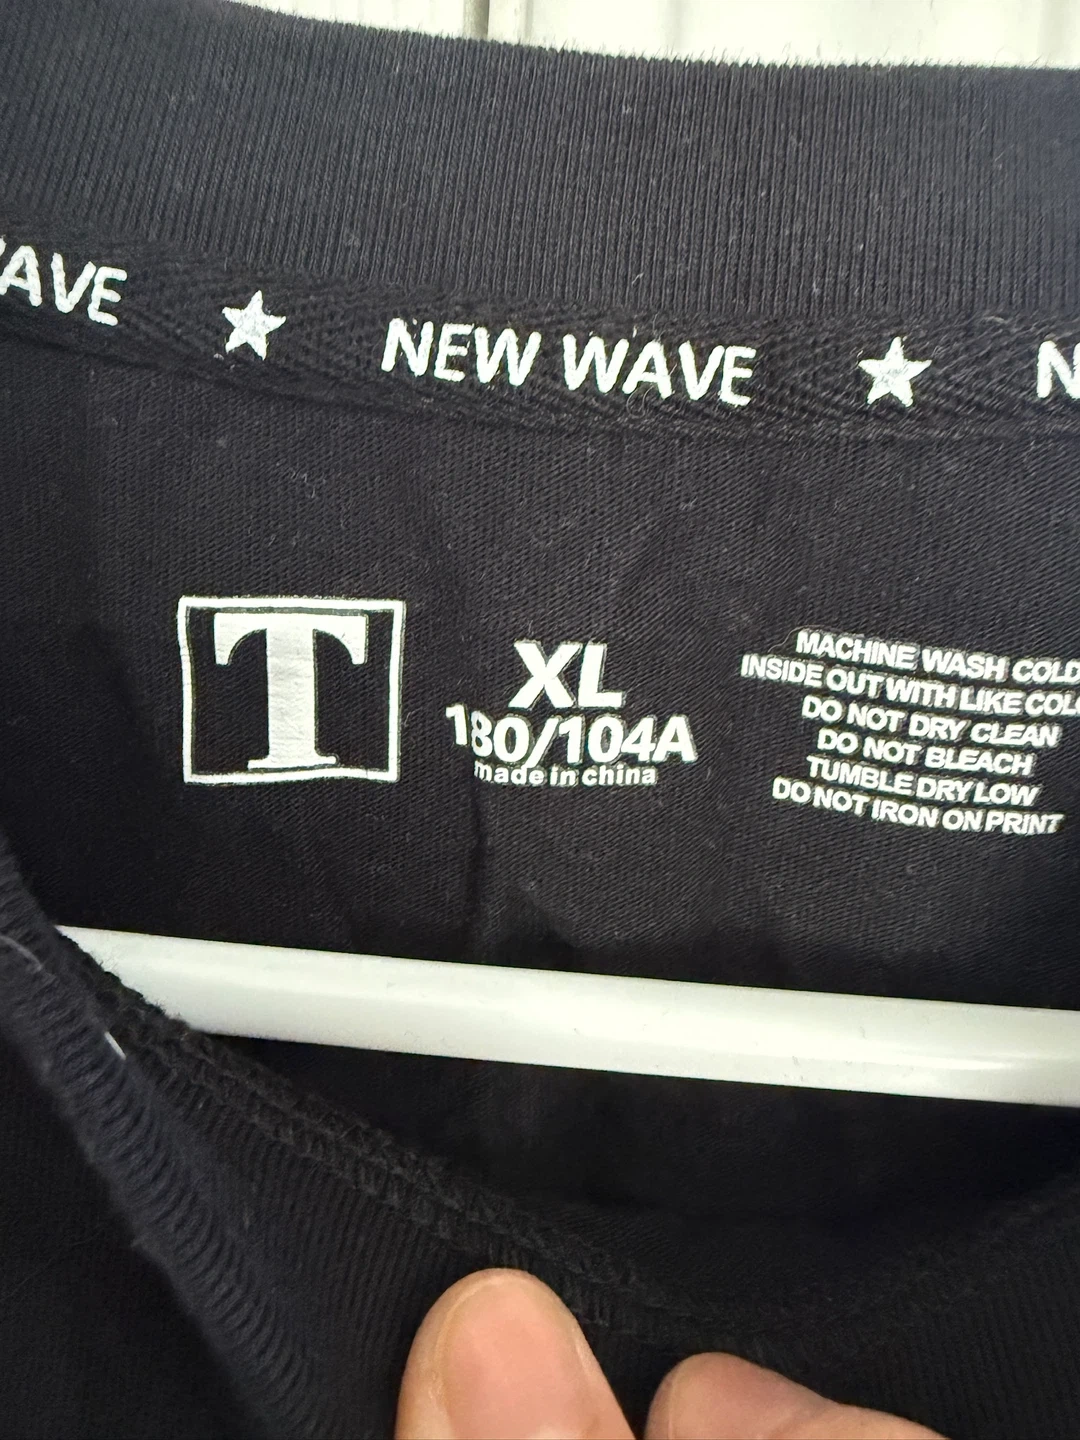 AVE ★ NEW WAVE ★ N
T
XL
180/104A
made in china
MACHINE WASH COLD
INSIDE OUT WITH LIKE COL
DO NOT DRY CLEAN
DO NOT BLEACH
TUMBLE DRY LOW
DO NOT IRON ON PRINT